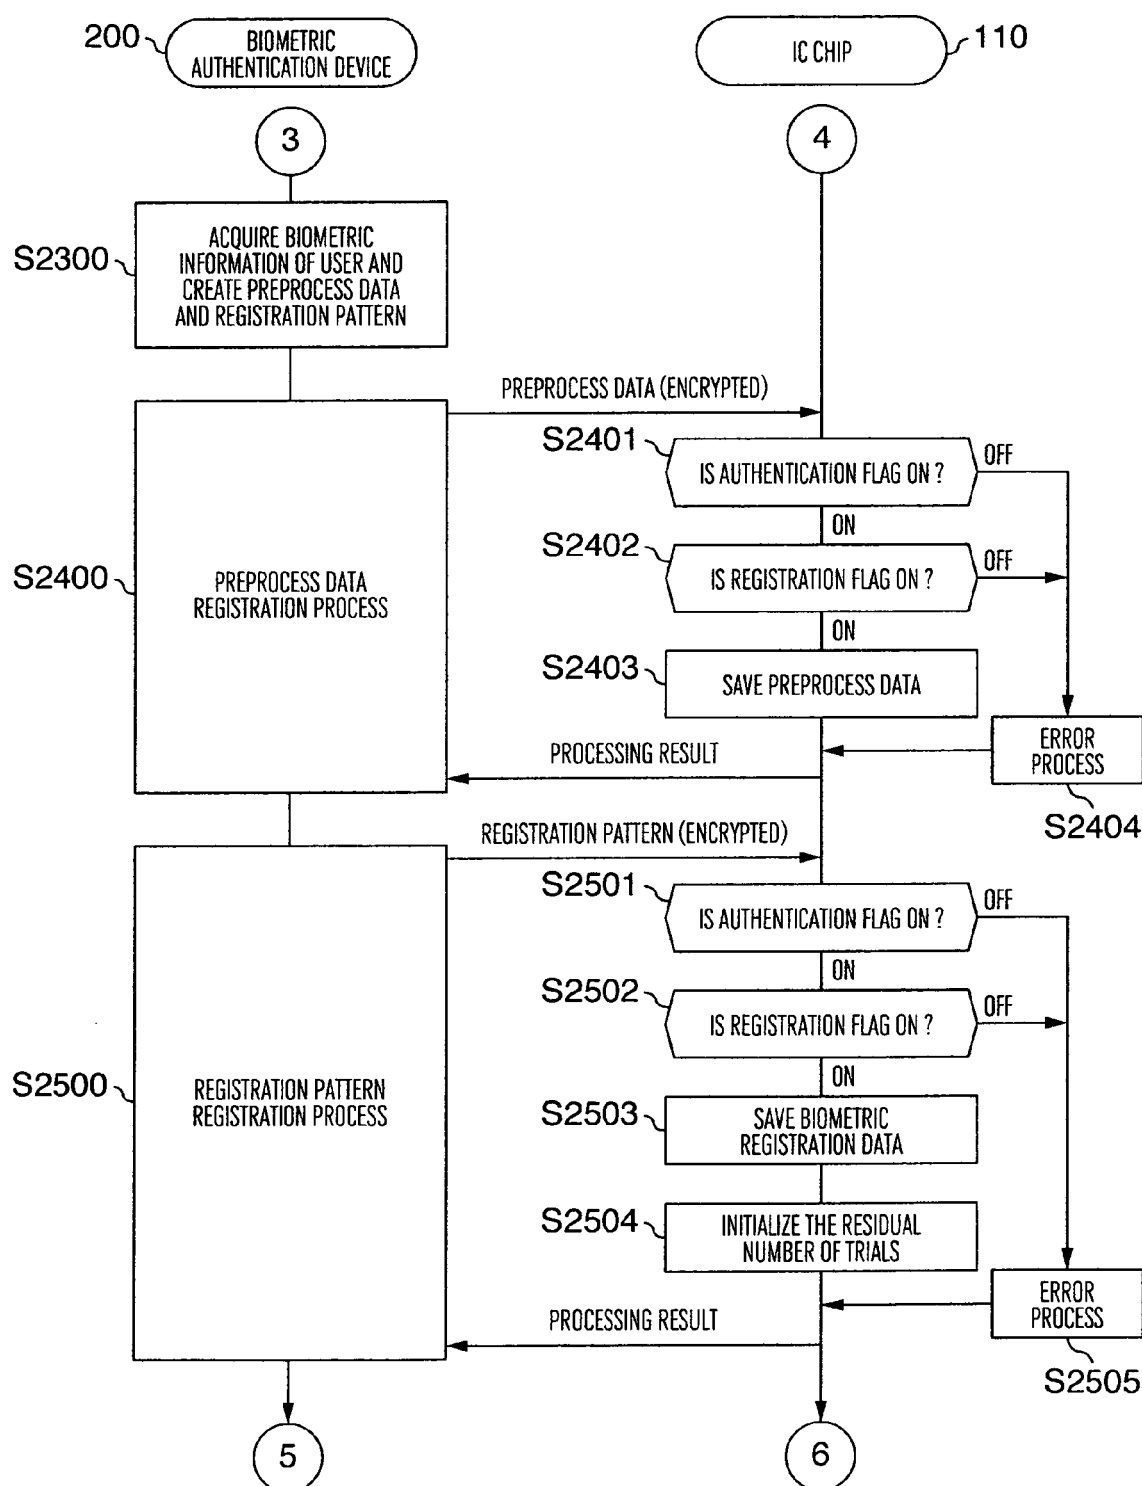 200
BIOMETRIC
AUTHENTICATION DEVICE
IC CHIP
110
3
4
S2300
ACQUIRE BIOMETRIC
INFORMATION OF USER AND
CREATE PREPROCESS DATA
AND REGISTRATION PATTERN
PREPROCESS DATA (ENCRYPTED)
S2401
IS AUTHENTICATION FLAG ON ?
OFF
ON
S2402
IS REGISTRATION FLAG ON ?
OFF
ON
S2400
PREPROCESS DATA
REGISTRATION PROCESS
S2403
SAVE PREPROCESS DATA
PROCESSING RESULT
ERROR
PROCESS
S2404
REGISTRATION PATTERN (ENCRYPTED)
S2501
IS AUTHENTICATION FLAG ON ?
OFF
ON
S2502
IS REGISTRATION FLAG ON ?
OFF
ON
S2500
REGISTRATION PATTERN
REGISTRATION PROCESS
S2503
SAVE BIOMETRIC
REGISTRATION DATA
S2504
INITIALIZE THE RESIDUAL
NUMBER OF TRIALS
PROCESSING RESULT
ERROR
PROCESS
S2505
5
6